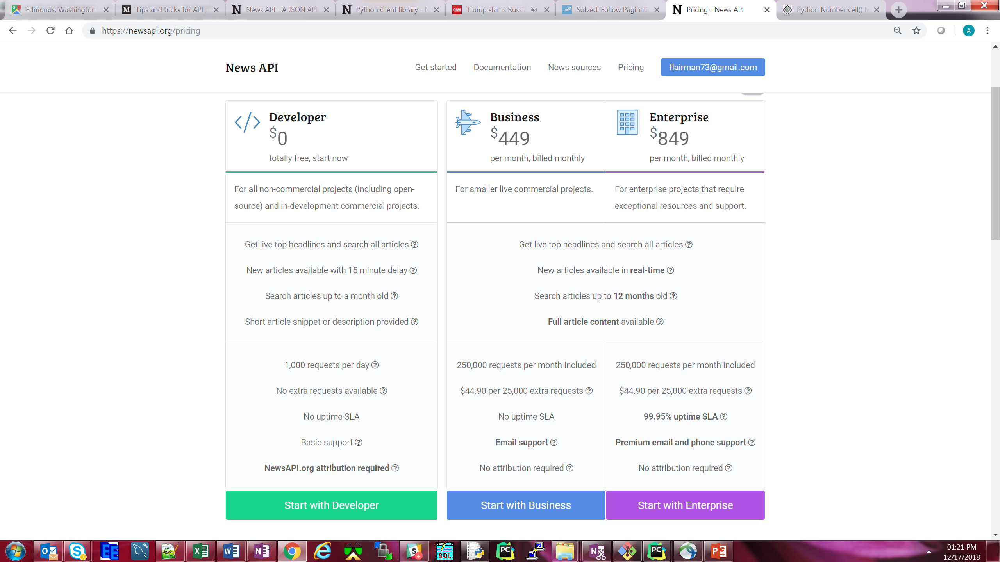 Edmonds, Washington
Tips and tricks for API p
News API - A JSON API
Python client library - N
Trump slams Russia
Solved: Follow Paginati
Pricing - News API
Python Number ceil() M
https://newsapi.org/pricing
A
News API
Get started
Documentation
News sources
Pricing
flairman73@gmail.com
Developer
$0
totally free, start now
For all non-commercial projects (including open-
source) and in-development commercial projects.
Get live top headlines and search all articles
New articles available with 15 minute delay
Search articles up to a month old
Short article snippet or description provided
1,000 requests per day
No extra requests available
No uptime SLA
Basic support
NewsAPI.org attribution required
Start with Developer
Business
$449
per month, billed monthly
For smaller live commercial projects.
Enterprise
$849
per month, billed monthly
For enterprise projects that require
exceptional resources and support.
Get live top headlines and search all articles
New articles available in real-time
Search articles up to 12 months old
Full article content available
250,000 requests per month included
$44.90 per 25,000 extra requests
No uptime SLA
Email support
No attribution required
Start with Business
250,000 requests per month included
$44.90 per 25,000 extra requests
99.95% uptime SLA
Premium email and phone support
No attribution required
Start with Enterprise
01:21 PM
12/17/2018